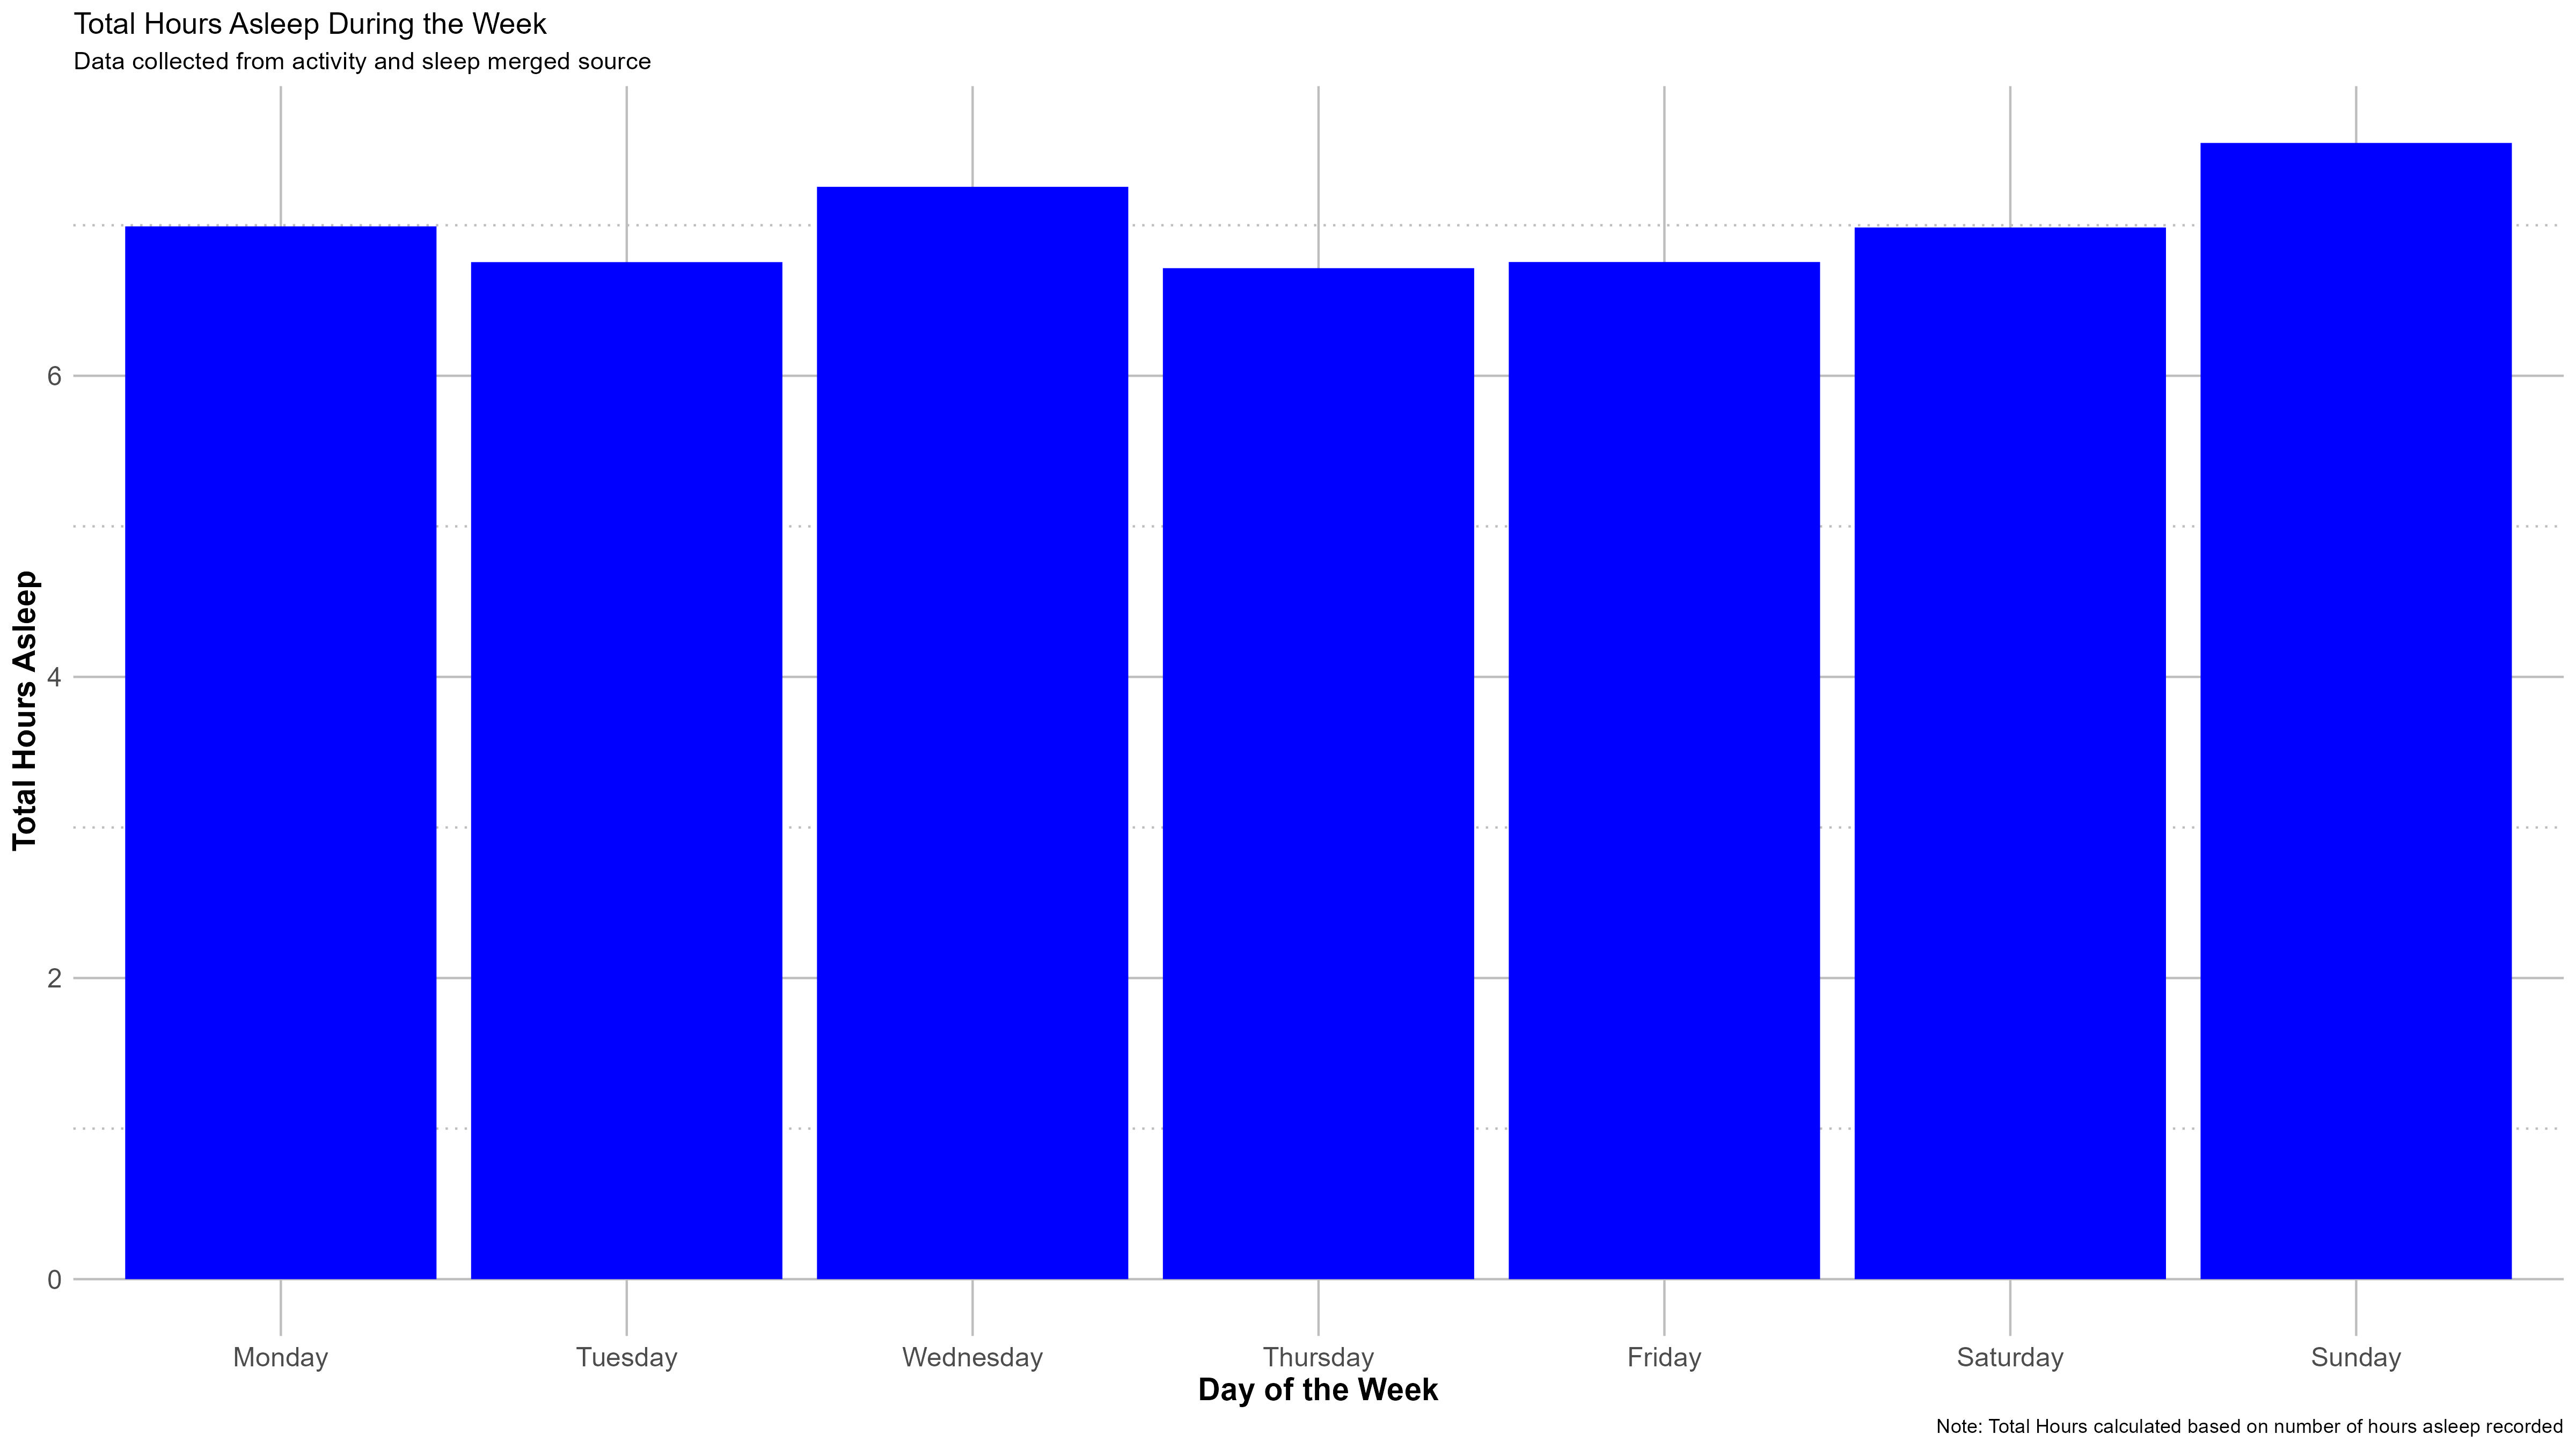 Total Hours Asleep During the Week
Data collected from activity and sleep merged source
Total Hours Asleep
6
4
2
0
Monday Tuesday Wednesday Thursday Friday Saturday Sunday
Day of the Week
Note: Total Hours calculated based on number of hours asleep recorded